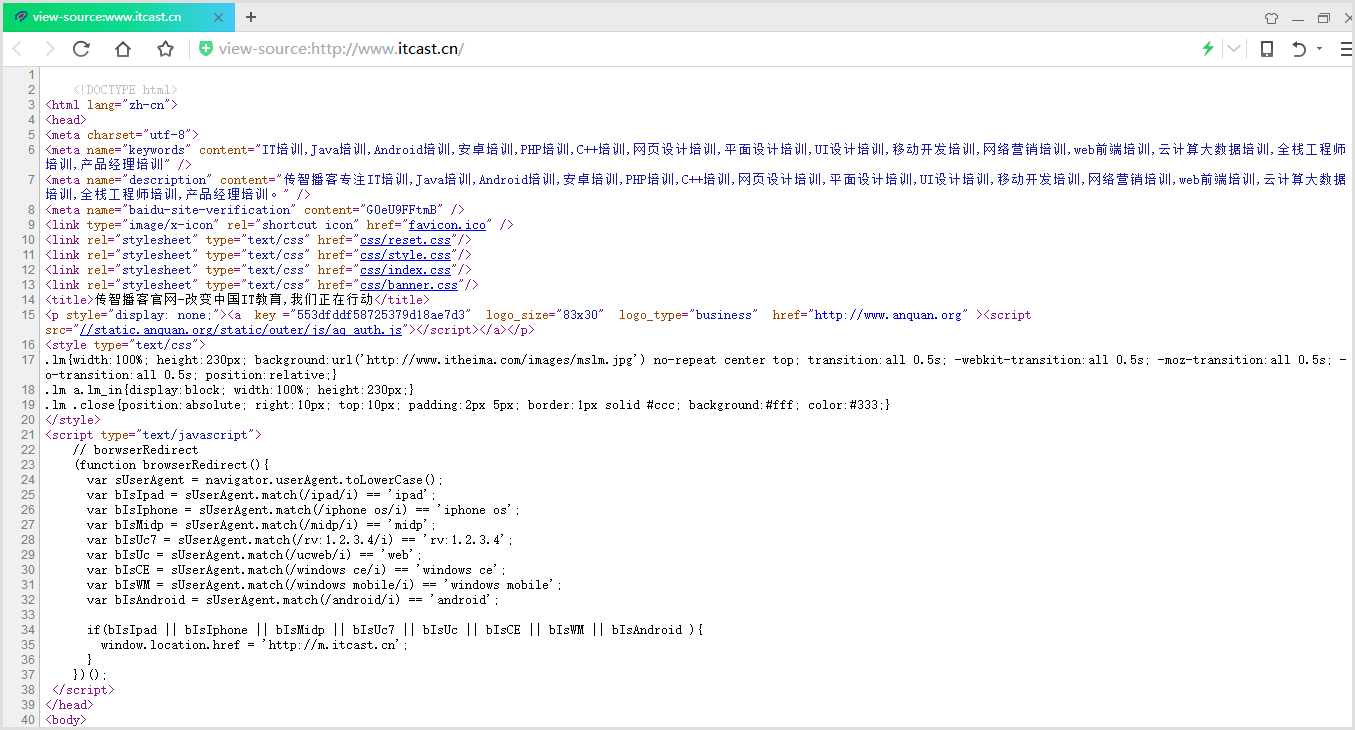 view-source:www.itcast.cn
view-source:http://www.itcast.cn/
1
2 <!DOCTYPE html>
3 <html lang="zh-cn">
4 <head>
5 <meta charset="utf-8">
6 <meta name="keywords" content="IT培训,Java培训,Android培训,安卓培训,PHP培训,C++培训,网页设计培训,平面设计培训,UI设计培训,移动开发培训,网络营销培训,web前端培训,云计算大数据培训,全栈工程师
培训,产品经理培训" />
7 <meta name="description" content="传智播客专注IT培训,Java培训,Android培训,安卓培训,PHP培训,C++培训,网页设计培训,平面设计培训,UI设计培训,移动开发培训,网络营销培训,web前端培训,云计算大数据
培训,全栈工程师培训,产品经理培训。" />
8 <meta name="baidu-site-verification" content="G0eU9FFtmB" />
9 <link type="image/x-icon" rel="shortcut icon" href="favicon.ico" />
10 <link rel="stylesheet" type="text/css" href="css/reset.css"/>
11 <link rel="stylesheet" type="text/css" href="css/style.css"/>
12 <link rel="stylesheet" type="text/css" href="css/index.css"/>
13 <link rel="stylesheet" type="text/css" href="css/banner.css"/>
14 <title>传智播客官网-改变中国IT教育,我们正在行动</title>
15 <p style="display: none;"><a  key ="553dfddf58725379d18ae7d3"  logo_size="83x30"  logo_type="business"  href="http://www.anquan.org" ><script
src="//static.anquan.org/static/outer/js/aq_auth.js"></script></a></p>
16 <style type="text/css">
17 .lm{width:100%; height:230px; background:url('http://www.itheima.com/images/mslm.jpg') no-repeat center top; transition:all 0.5s; -webkit-transition:all 0.5s; -moz-transition:all 0.5s; -
o-transition:all 0.5s; position:relative;}
18 .lm a.lm_in{display:block; width:100%; height:230px;}
19 .lm .close{position:absolute; right:10px; top:10px; padding:2px 5px; border:1px solid #ccc; background:#fff; color:#333;}
20 </style>
21 <script type="text/javascript">
22 // borwserRedirect
23 (function browserRedirect(){
24 var sUserAgent = navigator.userAgent.toLowerCase();
25 var bIsIpad = sUserAgent.match(/ipad/i) == 'ipad';
26 var bIsIphone = sUserAgent.match(/iphone os/i) == 'iphone os';
27 var bIsMidp = sUserAgent.match(/midp/i) == 'midp';
28 var bIsUc7 = sUserAgent.match(/rv:1.2.3.4/i) == 'rv:1.2.3.4';
29 var bIsUc = sUserAgent.match(/ucweb/i) == 'web';
30 var bIsCE = sUserAgent.match(/windows ce/i) == 'windows ce';
31 var bIsWM = sUserAgent.match(/windows mobile/i) == 'windows mobile';
32 var bIsAndroid = sUserAgent.match(/android/i) == 'android';
33
34 if(bIsIpad || bIsIphone || bIsMidp || bIsUc7 || bIsUc || bIsCE || bIsWM || bIsAndroid ){
35 window.location.href = 'http://m.itcast.cn';
36 }
37 })();
38 </script>
39 </head>
40 <body>